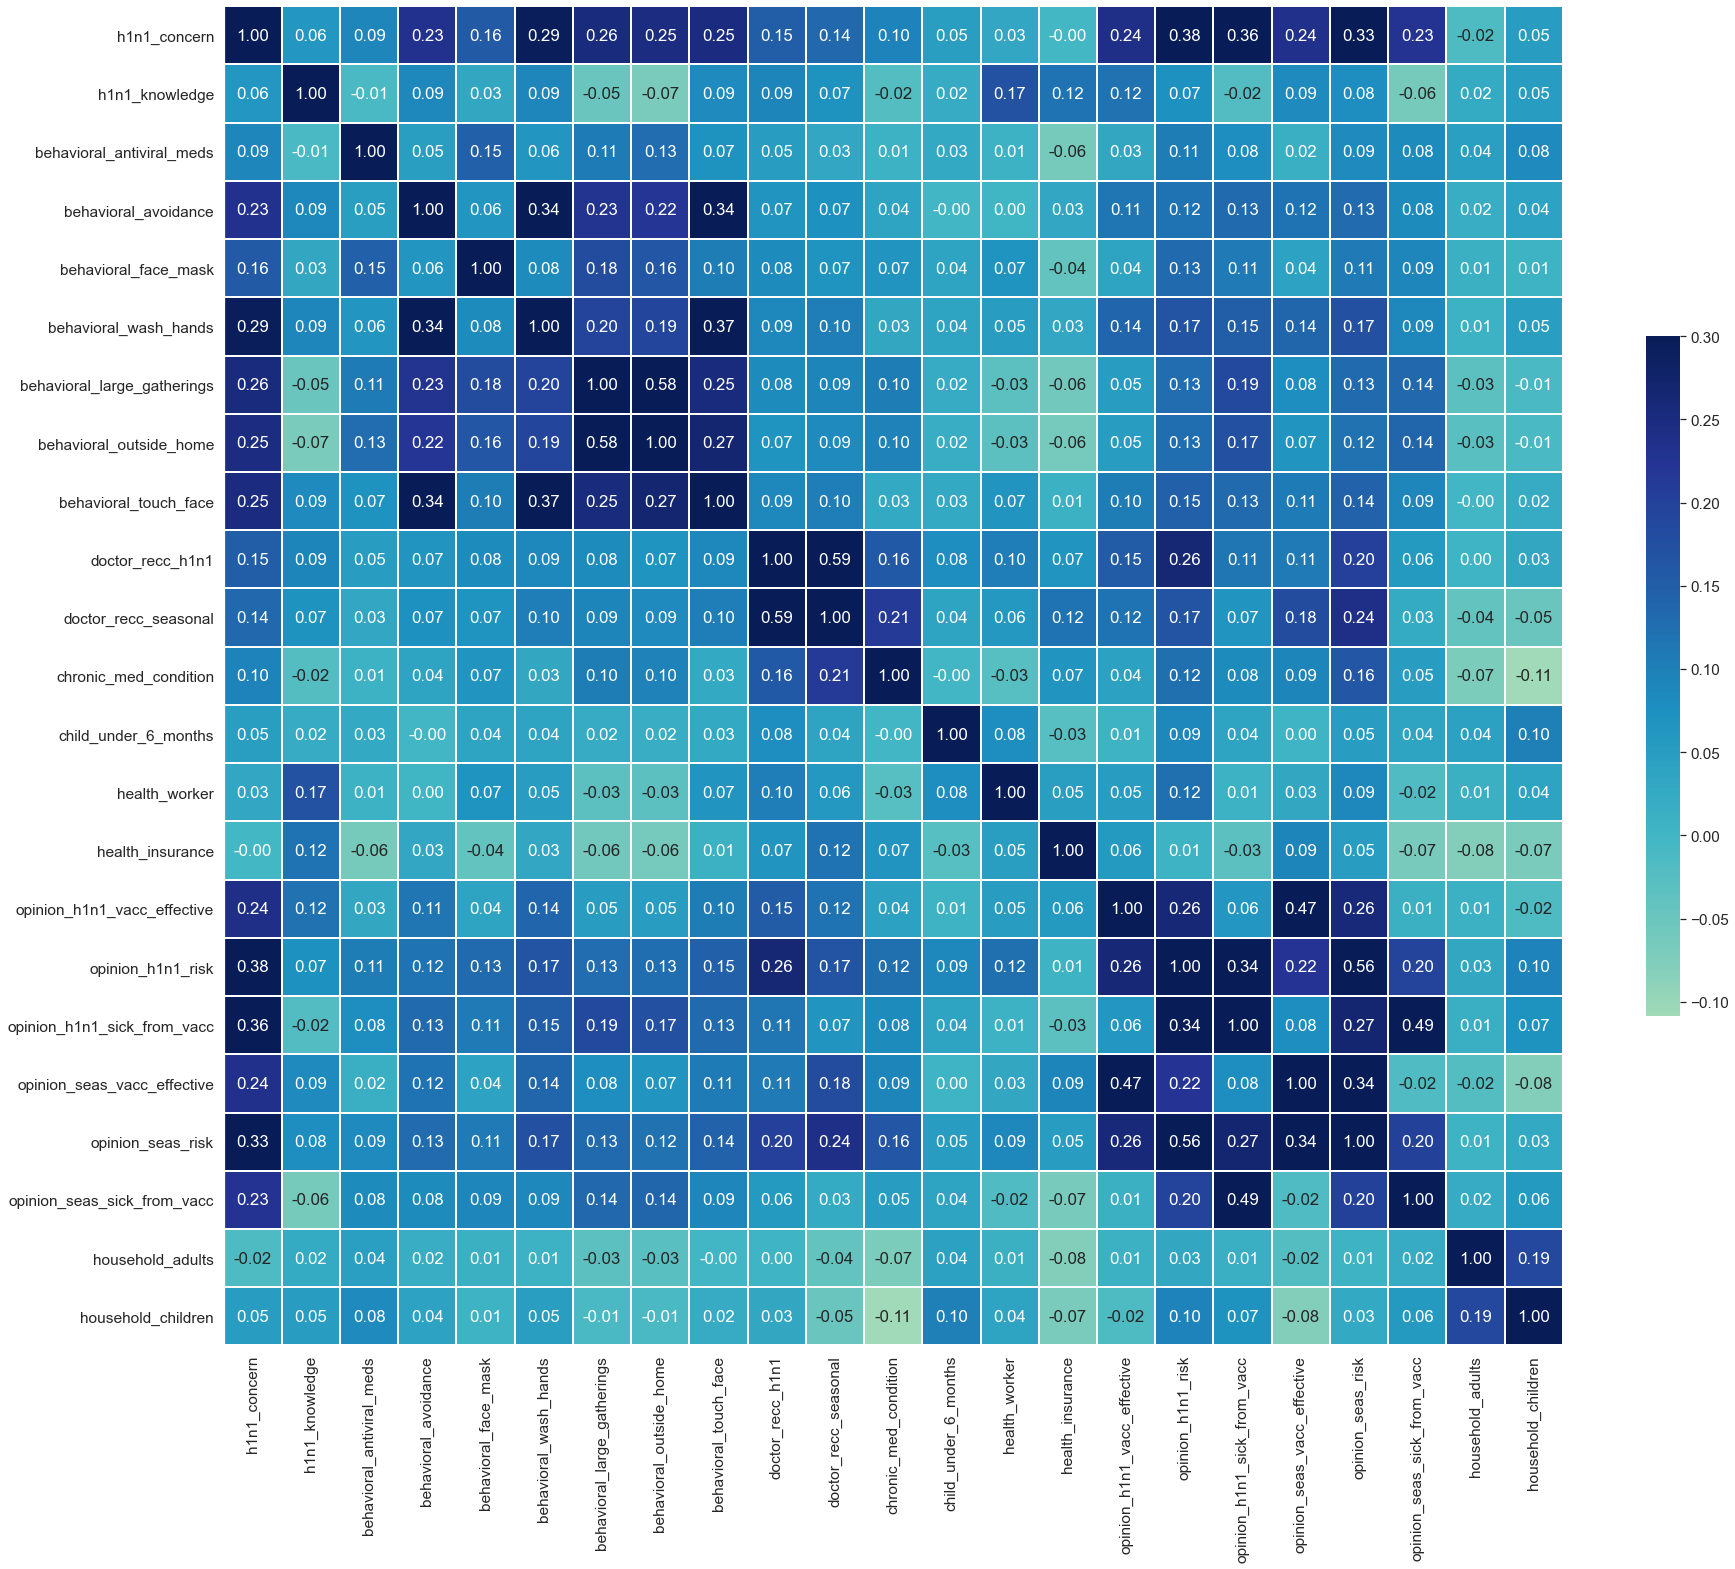 h1n1_concern 1.00 0.06 0.09 0.23 0.16 0.29 0.26 0.25 0.25 0.15 0.14 0.10 0.05 0.03 -0.00 0.24 0.38 0.36 0.24 0.33 0.23 -0.02 0.05
h1n1_knowledge 0.06 1.00 -0.01 0.09 0.03 0.09 -0.05 -0.07 0.09 0.09 0.07 -0.02 0.02 0.17 0.12 0.12 0.07 -0.02 0.09 0.08 -0.06 0.02 0.05
behavioral_antiviral_meds 0.09 -0.01 1.00 0.05 0.15 0.06 0.11 0.13 0.07 0.05 0.03 0.01 0.03 0.01 -0.06 0.03 0.11 0.08 0.02 0.09 0.08 0.04 0.08
behavioral_avoidance 0.23 0.09 0.05 1.00 0.06 0.34 0.23 0.22 0.34 0.07 0.07 0.04 -0.00 0.00 0.03 0.11 0.12 0.13 0.12 0.13 0.08 0.02 0.04
behavioral_face_mask 0.16 0.03 0.15 0.06 1.00 0.08 0.18 0.16 0.10 0.08 0.07 0.07 0.04 0.07 -0.04 0.04 0.13 0.11 0.04 0.11 0.09 0.01 0.01
behavioral_wash_hands 0.29 0.09 0.06 0.34 0.08 1.00 0.20 0.19 0.37 0.09 0.10 0.03 0.04 0.05 0.03 0.14 0.17 0.15 0.14 0.17 0.09 0.01 0.05
behavioral_large_gatherings 0.26 -0.05 0.11 0.23 0.18 0.20 1.00 0.58 0.25 0.08 0.09 0.10 0.02 -0.03 -0.06 0.05 0.13 0.19 0.08 0.13 0.14 -0.03 -0.01
behavioral_outside_home 0.25 -0.07 0.13 0.22 0.16 0.19 0.58 1.00 0.27 0.07 0.09 0.10 0.02 -0.03 -0.06 0.05 0.13 0.17 0.07 0.12 0.14 -0.03 -0.01
behavioral_touch_face 0.25 0.09 0.07 0.34 0.10 0.37 0.25 0.27 1.00 0.09 0.10 0.03 0.03 0.07 0.01 0.10 0.15 0.13 0.11 0.14 0.09 -0.00 0.02
doctor_recc_h1n1 0.15 0.09 0.05 0.07 0.08 0.09 0.08 0.07 0.09 1.00 0.59 0.16 0.08 0.10 0.07 0.15 0.26 0.11 0.11 0.20 0.06 0.00 0.03
doctor_recc_seasonal 0.14 0.07 0.03 0.07 0.07 0.10 0.09 0.09 0.10 0.59 1.00 0.21 0.04 0.06 0.12 0.12 0.17 0.07 0.18 0.24 0.03 -0.04 -0.05
chronic_med_condition 0.10 -0.02 0.01 0.04 0.07 0.03 0.10 0.10 0.03 0.16 0.21 1.00 -0.00 -0.03 0.07 0.04 0.12 0.08 0.09 0.16 0.05 -0.07 -0.11
child_under_6_months 0.05 0.02 0.03 -0.00 0.04 0.04 0.02 0.02 0.03 0.08 0.04 -0.00 1.00 0.08 -0.03 0.01 0.09 0.04 0.00 0.05 0.04 0.04 0.10
health_worker 0.03 0.17 0.01 0.00 0.07 0.05 -0.03 -0.03 0.07 0.10 0.06 -0.03 0.08 1.00 0.05 0.05 0.12 0.01 0.03 0.09 -0.02 0.01 0.04
health_insurance -0.00 0.12 -0.06 0.03 -0.04 0.03 -0.06 -0.06 0.01 0.07 0.12 0.07 -0.03 0.05 1.00 0.06 0.01 -0.03 0.09 0.05 -0.07 -0.08 -0.07
opinion_h1n1_vacc_effective 0.24 0.12 0.03 0.11 0.04 0.14 0.05 0.05 0.10 0.15 0.12 0.04 0.01 0.05 0.06 1.00 0.26 0.06 0.47 0.26 0.01 0.01 -0.02
opinion_h1n1_risk 0.38 0.07 0.11 0.12 0.13 0.17 0.13 0.13 0.15 0.26 0.17 0.12 0.09 0.12 0.01 0.26 1.00 0.34 0.22 0.56 0.20 0.03 0.10
opinion_h1n1_sick_from_vacc 0.36 -0.02 0.08 0.13 0.11 0.15 0.19 0.17 0.13 0.11 0.07 0.08 0.04 0.01 -0.03 0.06 0.34 1.00 0.08 0.27 0.49 0.01 0.07
opinion_seas_vacc_effective 0.24 0.09 0.02 0.12 0.04 0.14 0.08 0.07 0.11 0.11 0.18 0.09 0.00 0.03 0.09 0.47 0.22 0.08 1.00 0.34 -0.02 -0.02 -0.08
opinion_seas_risk 0.33 0.08 0.09 0.13 0.11 0.17 0.13 0.12 0.14 0.20 0.24 0.16 0.05 0.09 0.05 0.26 0.56 0.27 0.34 1.00 0.20 0.01 0.03
opinion_seas_sick_from_vacc 0.23 -0.06 0.08 0.08 0.09 0.09 0.14 0.14 0.09 0.06 0.03 0.05 0.04 -0.02 -0.07 0.01 0.20 0.49 -0.02 0.20 1.00 0.02 0.06
household_adults -0.02 0.02 0.04 0.02 0.01 0.01 -0.03 -0.03 -0.00 0.00 -0.04 -0.07 0.04 0.01 -0.08 0.01 0.03 0.01 -0.02 0.01 0.02 1.00 0.19
household_children 0.05 0.05 0.08 0.04 0.01 0.05 -0.01 -0.01 0.02 0.03 -0.05 -0.11 0.10 0.04 -0.07 -0.02 0.10 0.07 -0.08 0.03 0.06 0.19 1.00
h1n1_concern
h1n1_knowledge
behavioral_antiviral_meds
behavioral_avoidance
behavioral_face_mask
behavioral_wash_hands
behavioral_large_gatherings
behavioral_outside_home
behavioral_touch_face
doctor_recc_h1n1
doctor_recc_seasonal
chronic_med_condition
child_under_6_months
health_worker
health_insurance
opinion_h1n1_vacc_effective
opinion_h1n1_risk
opinion_h1n1_sick_from_vacc
opinion_seas_vacc_effective
opinion_seas_risk
opinion_seas_sick_from_vacc
household_adults
household_children
0.30
0.25
0.20
0.15
0.10
0.05
0.00
−0.05
−0.10